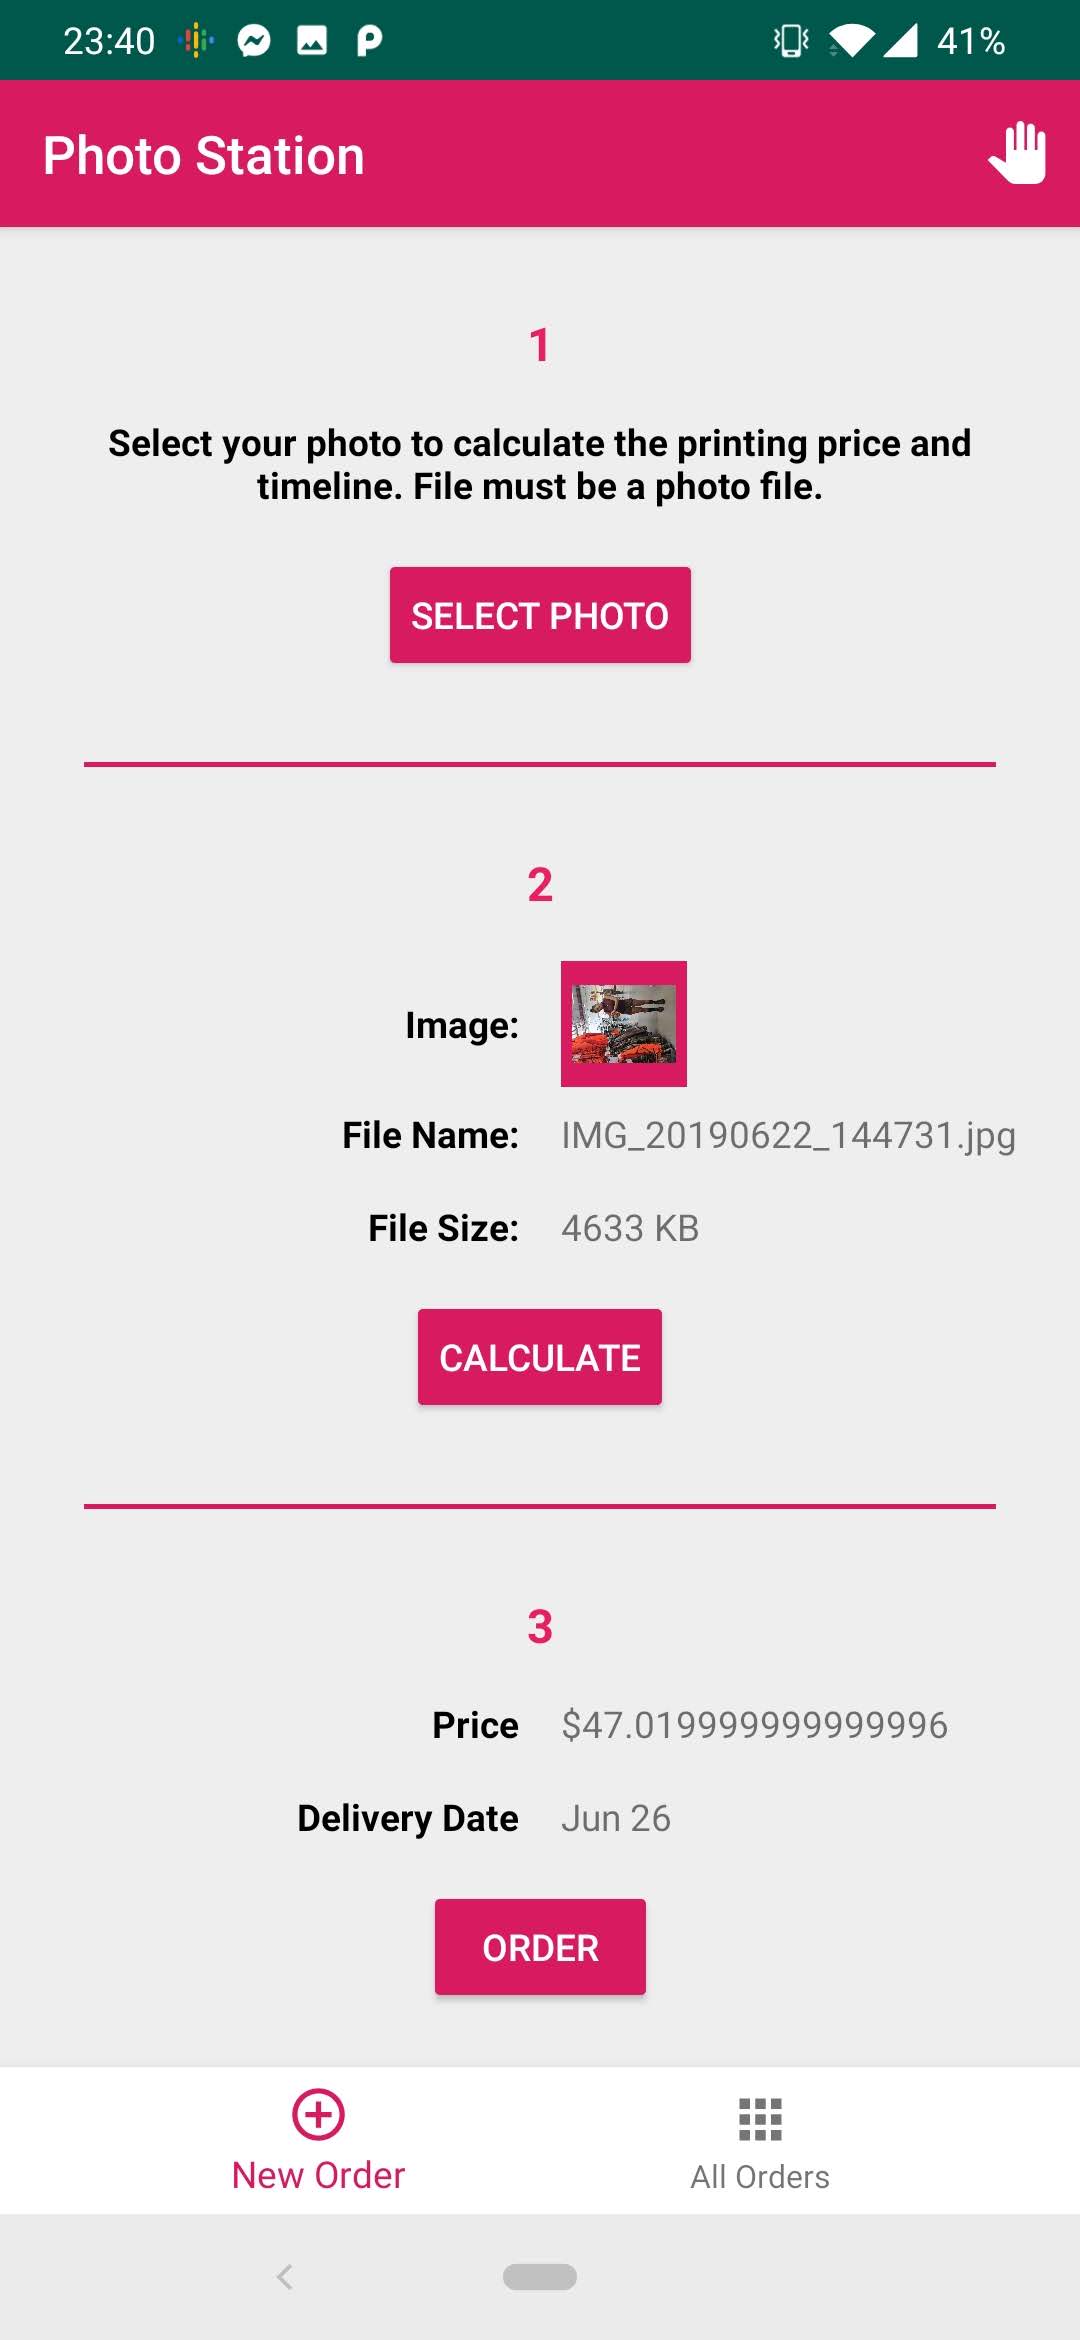 23:40 41%
Photo Station
1
Select your photo to calculate the printing price and
timeline. File must be a photo file.
SELECT PHOTO
2
Image:
File Name: IMG_20190622_144731.jpg
File Size: 4633 KB
CALCULATE
3
Price $47.019999999999996
Delivery Date Jun 26
ORDER
New Order All Orders